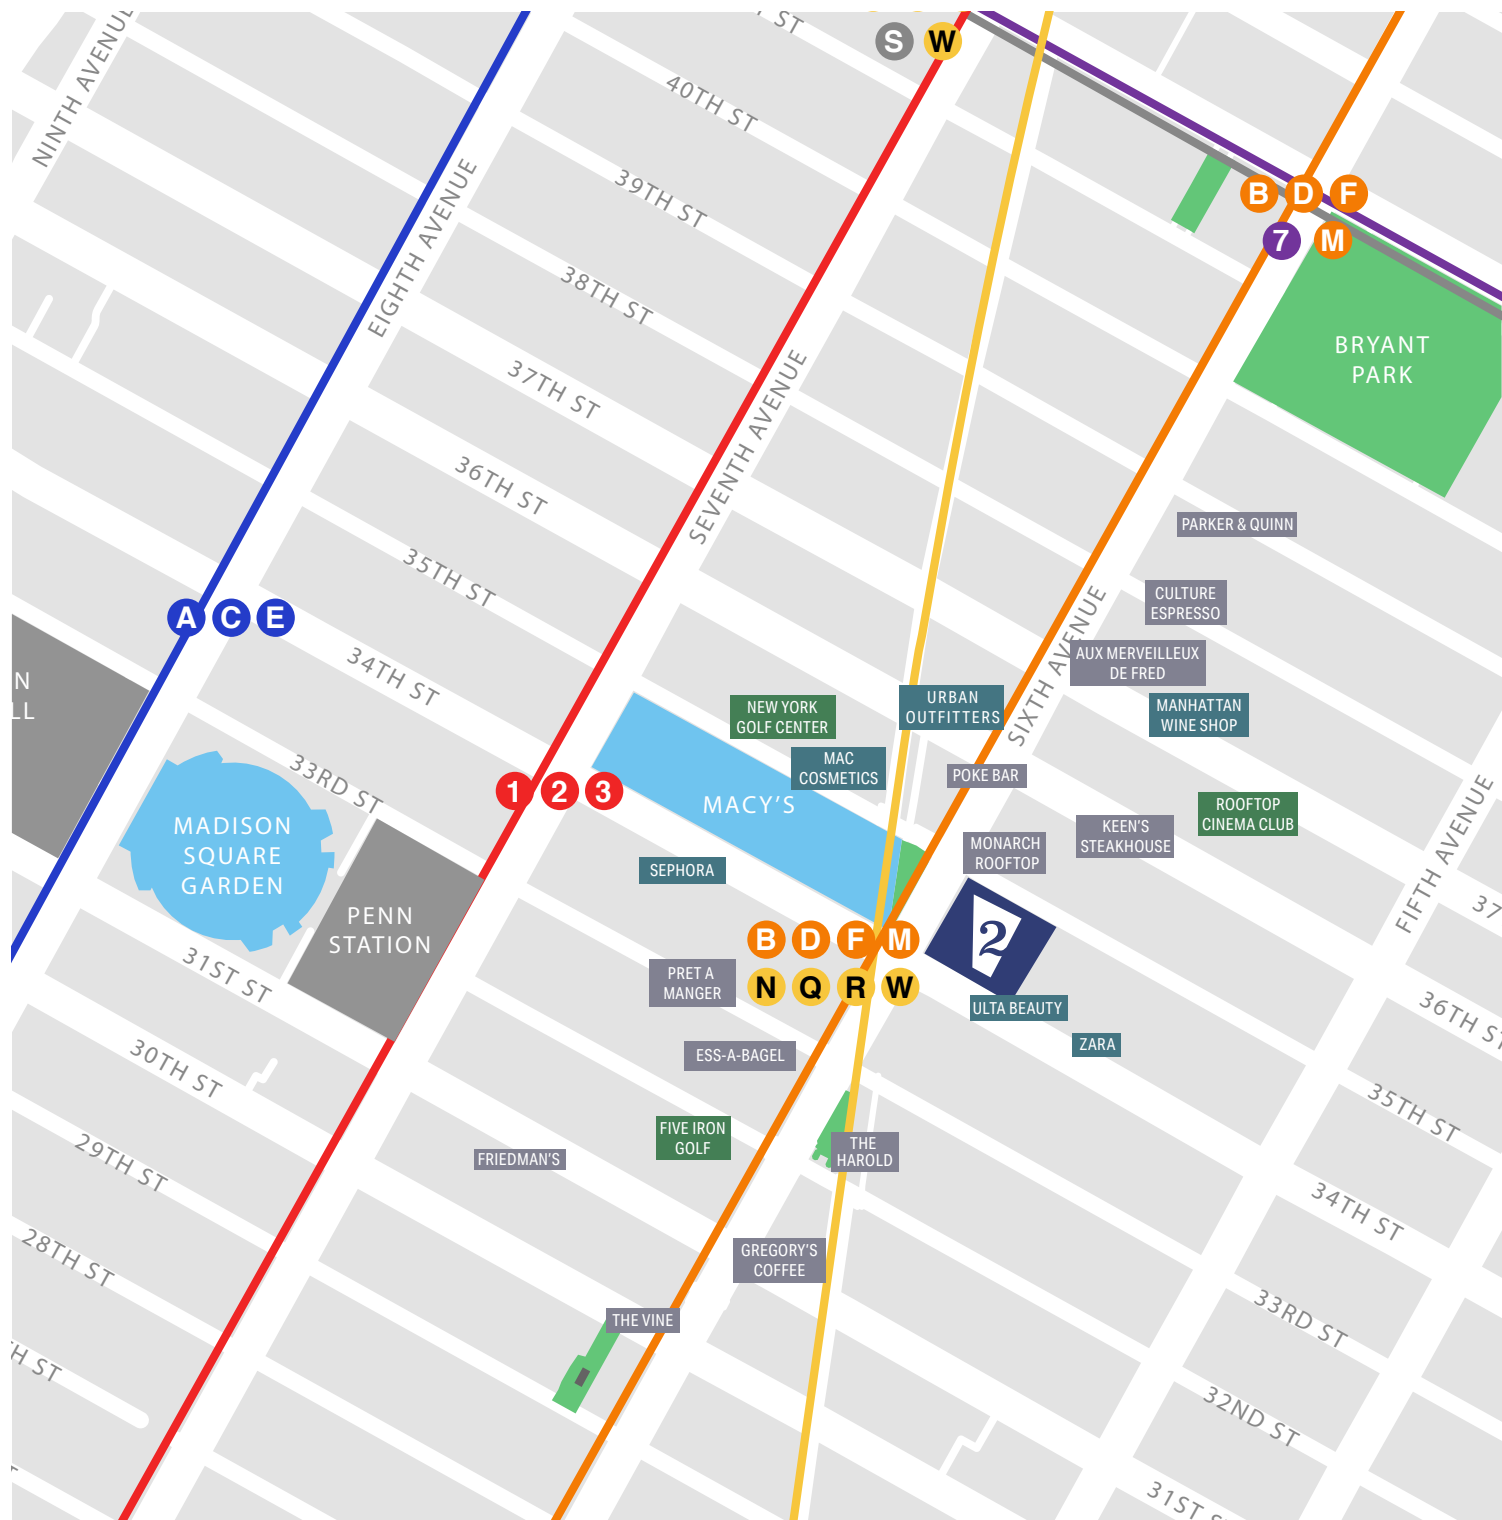 ST
S
W
NINTH AVENUE
40TH ST
39TH ST
38TH ST
37TH ST
36TH ST
35TH ST
34TH ST
33RD ST
31ST ST
30TH ST
29TH ST
28TH ST
H ST
EIGHTH AVENUE
SEVENTH AVENUE
SIXTH AVENUE
FIFTH AVENUE
B D F
7 M
BRYANT
PARK
PARKER & QUINN
CULTURE
ESPRESSO
AUX MERVEILLEUX
DE FRED
MANHATTAN
WINE SHOP
A C E
N
LL
NEW YORK
GOLF CENTER
URBAN
OUTFITTERS
MAC
COSMETICS
POKE BAR
1 2 3
MACY'S
ROOFTOP
CINEMA CLUB
KEEN'S
STEAKHOUSE
MONARCH
ROOFTOP
MADISON
SQUARE
GARDEN
SEPHORA
PENN
STATION
B D F M
N Q R W
2
PRET A
MANGER
ULTA BEAUTY
ZARA
ESS-A-BAGEL
FIVE IRON
GOLF
THE
HAROLD
FRIEDMAN'S
GREGORY'S
COFFEE
THE VINE
37
36TH ST
35TH ST
34TH ST
33RD ST
32ND ST
31ST S